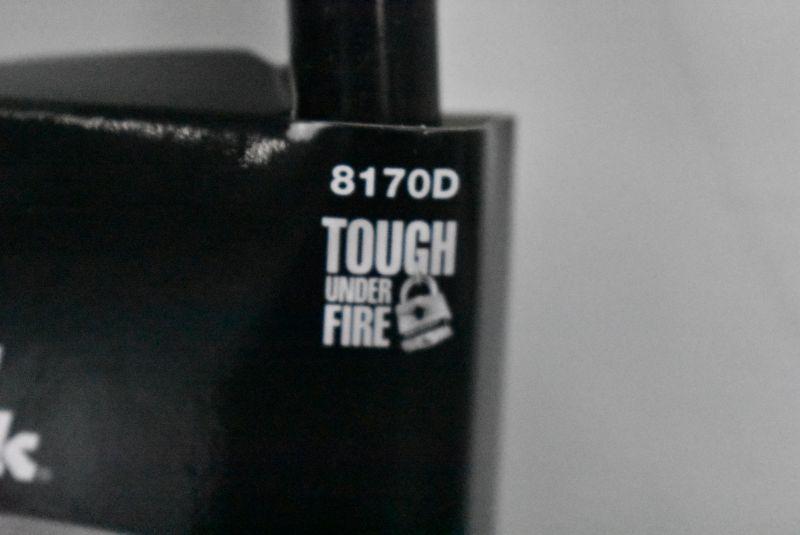 8170D
TOUGH
UNDER
FIRE
k